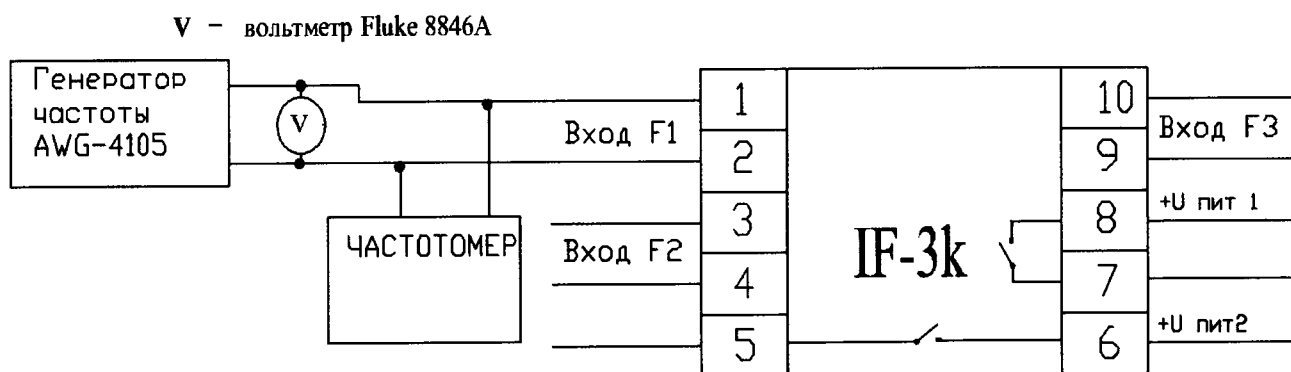 V – вольтметр Fluke 8846A
Генератор
частоты
AWG-4105
V
ЧАСТОТОМЕР
Вход F1
Вход F2
1
2
3
4
5
IF-3k
10
9
8
7
6
Вход F3
+U пит 1
+U пит2